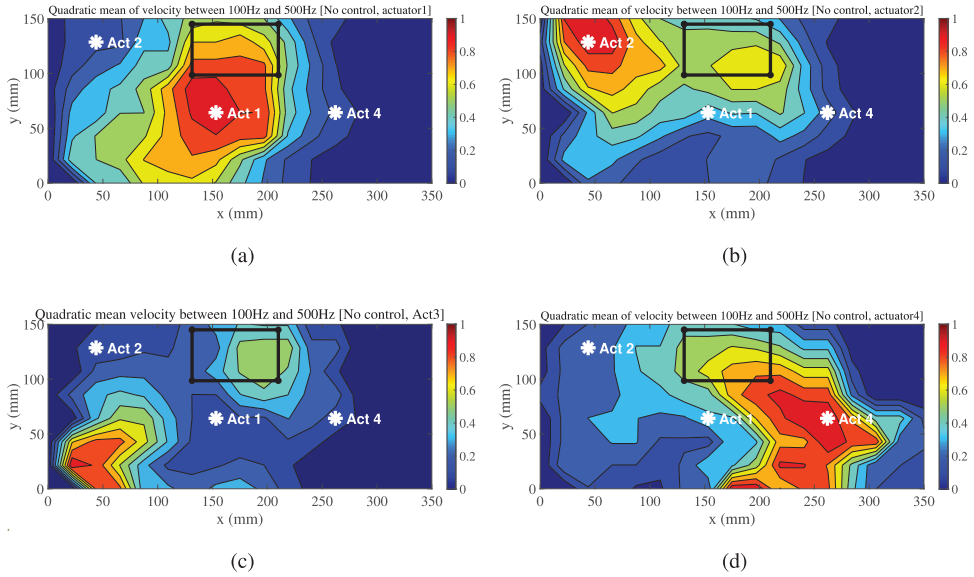 Quadratic mean of velocity between 100Hz and 500Hz [No control, actuator1]
150
100
50
0
y (mm)
Act 2
Act 1
Act 4
0 50 100 150 200 250 300 350
x (mm)
1
0.8
0.6
0.4
0.2
0
(a)
Quadratic mean of velocity between 100Hz and 500Hz [No control, actuator2]
150
100
50
0
y (mm)
Act 2
Act 1
Act 4
0 50 100 150 200 250 300 350
x (mm)
1
0.8
0.6
0.4
0.2
0
(b)
Quadratic mean velocity between 100Hz and 500Hz [No control, Act3]
150
100
50
0
y (mm)
Act 2
Act 1
Act 4
0 50 100 150 200 250 300 350
x (mm)
1
0.8
0.6
0.4
0.2
0
(c)
Quadratic mean of velocity between 100Hz and 500Hz [No control, actuator4]
150
100
50
0
y (mm)
Act 2
Act 1
Act 4
0 50 100 150 200 250 300 350
x (mm)
1
0.8
0.6
0.4
0.2
0
(d)